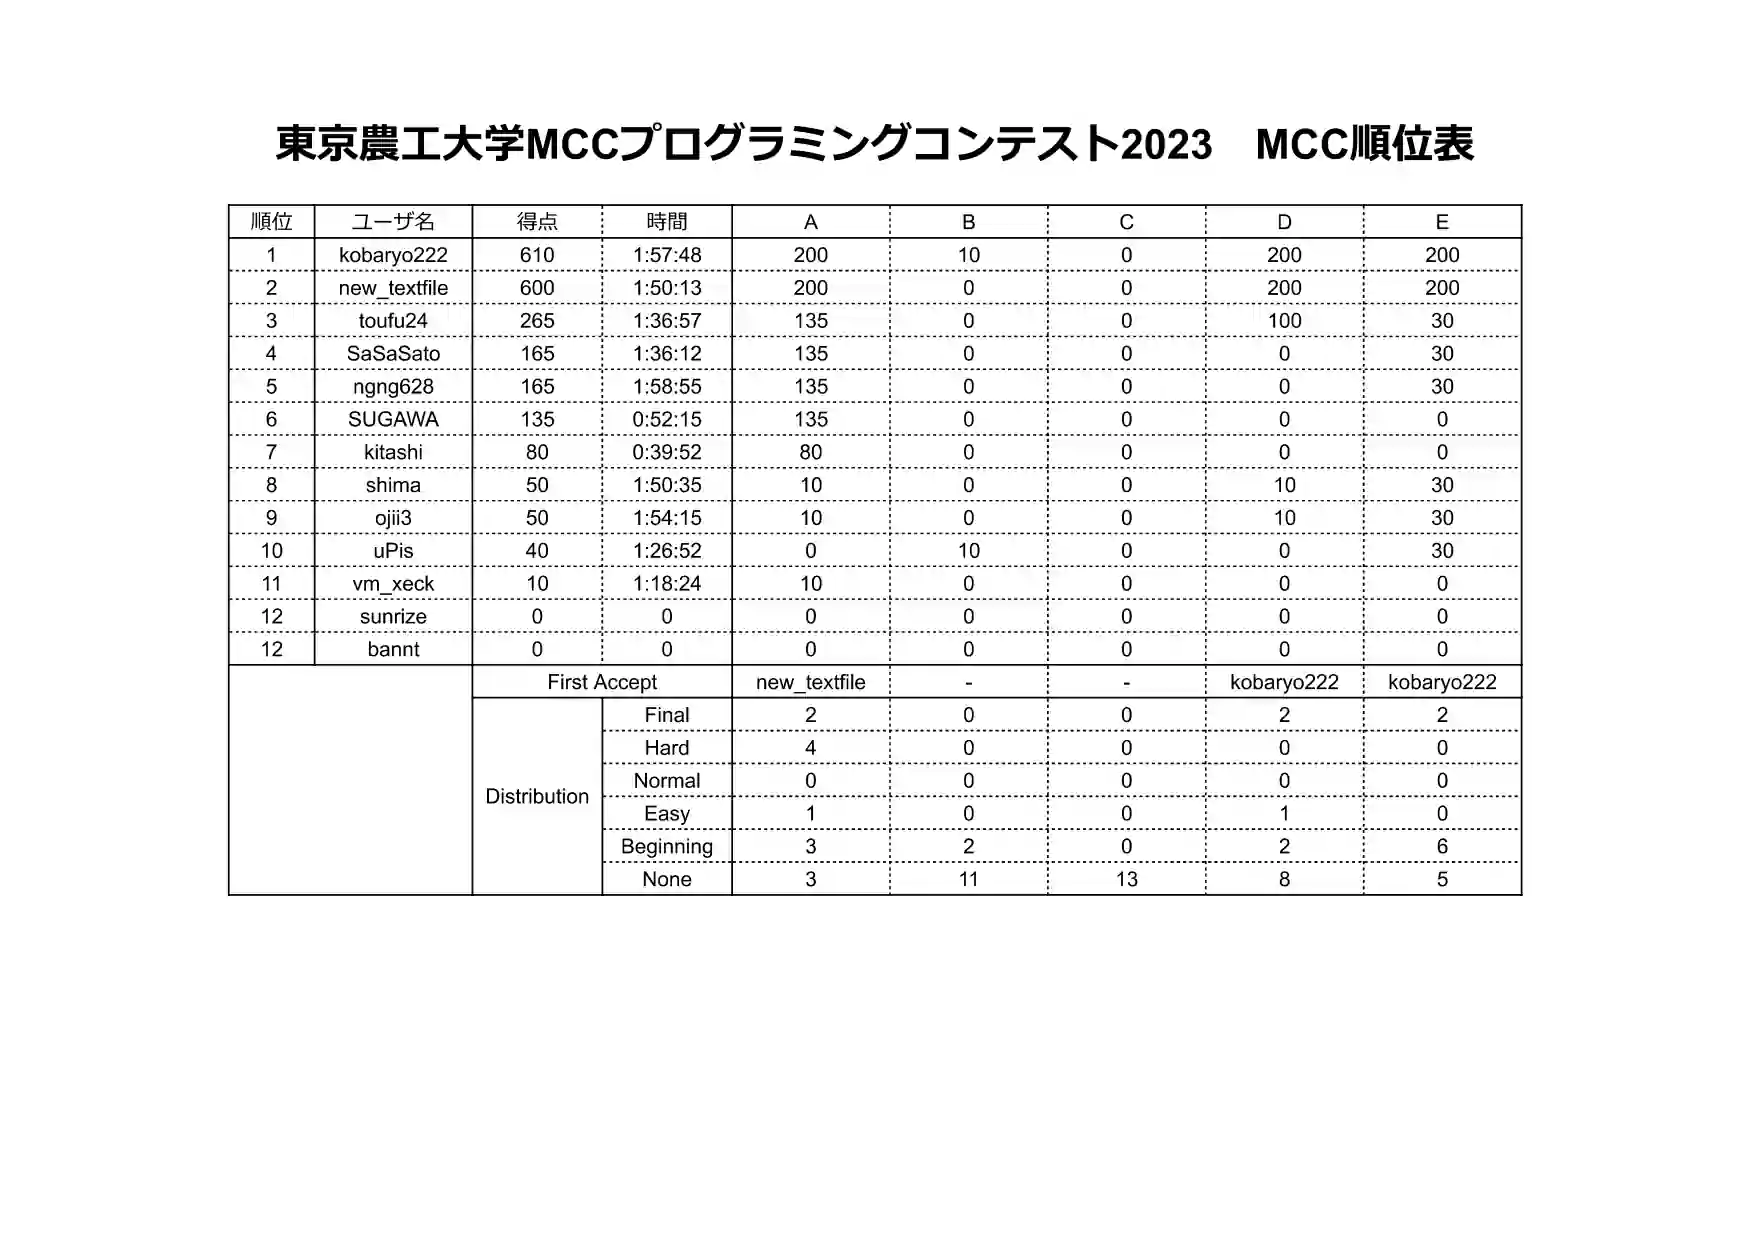 東京農工大学MCCプログラミングコンテスト2023　MCC順位表
順位 ユーザ名 得点 時間 A B C D E
1 kobaryo222 610 1:57:48 200 10 0 200 200
2 new_textfile 600 1:50:13 200 0 0 200 200
3 toufu24 265 1:36:57 135 0 0 100 30
4 SaSaSato 165 1:36:12 135 0 0 0 30
5 ngng628 165 1:58:55 135 0 0 0 30
6 SUGAWA 135 0:52:15 135 0 0 0 0
7 kitashi 80 0:39:52 80 0 0 0 0
8 shima 50 1:50:35 10 0 0 10 30
9 ojii3 50 1:54:15 10 0 0 10 30
10 uPis 40 1:26:52 0 10 0 0 30
11 vm_xeck 10 1:18:24 10 0 0 0 0
12 sunrize 0 0 0 0 0 0 0
12 bannt 0 0 0 0 0 0 0
First Accept new_textfile - - kobaryo222 kobaryo222
Distribution
Final 2 0 0 2 2
Hard 4 0 0 0 0
Normal 0 0 0 0 0
Easy 1 0 0 1 0
Beginning 3 2 0 2 6
None 3 11 13 8 5